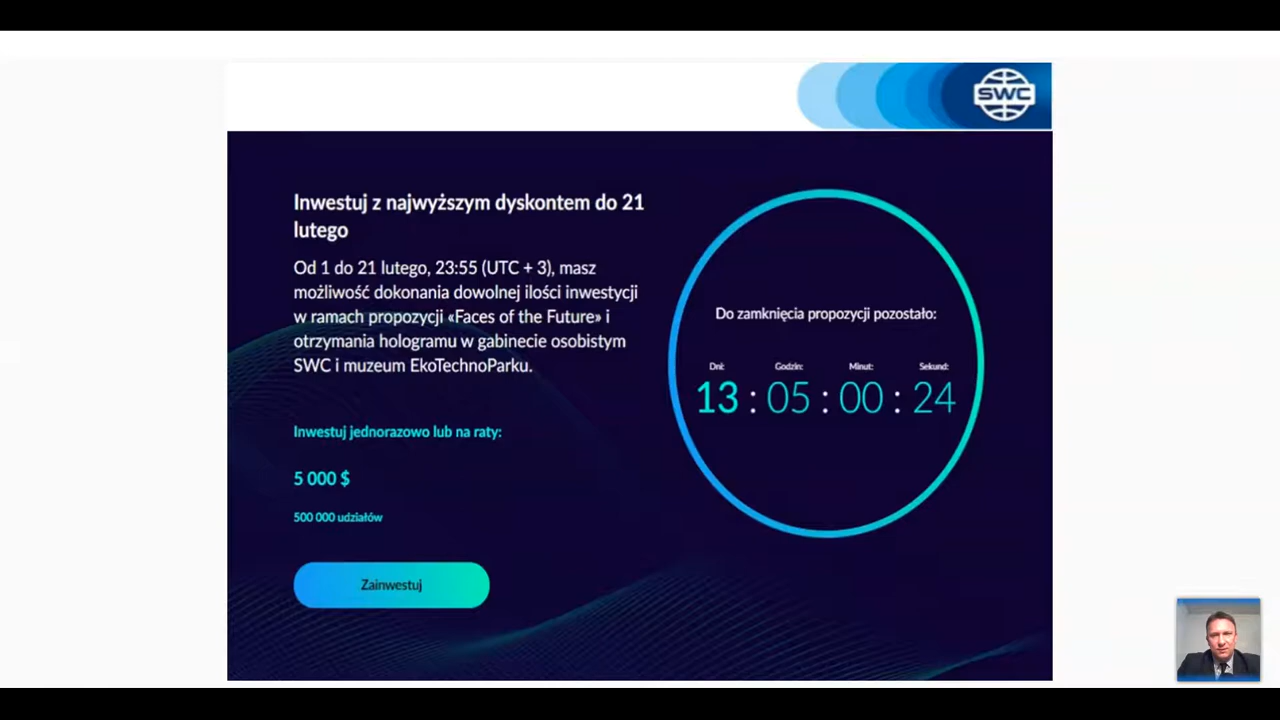 SWC
Inwestuj z najwyższym dyskontem do 21
lutego
Od 1 do 21 lutego, 23:55 (UTC + 3), masz
możliwość dokonania dowolnej ilości inwestycji
w ramach propozycji «Faces of the Future» i
otrzymania hologramu w gabinecie osobistym
SWC i muzeum EkoTechnoParku.
Inwestuj jednorazowo lub na raty:
5 000 $
500 000 udziałów
Zainwestuj
Do zamknięcia propozycji pozostało:
Dni: Godzin: Minut: Sekund:
13 : 05 : 00 : 24